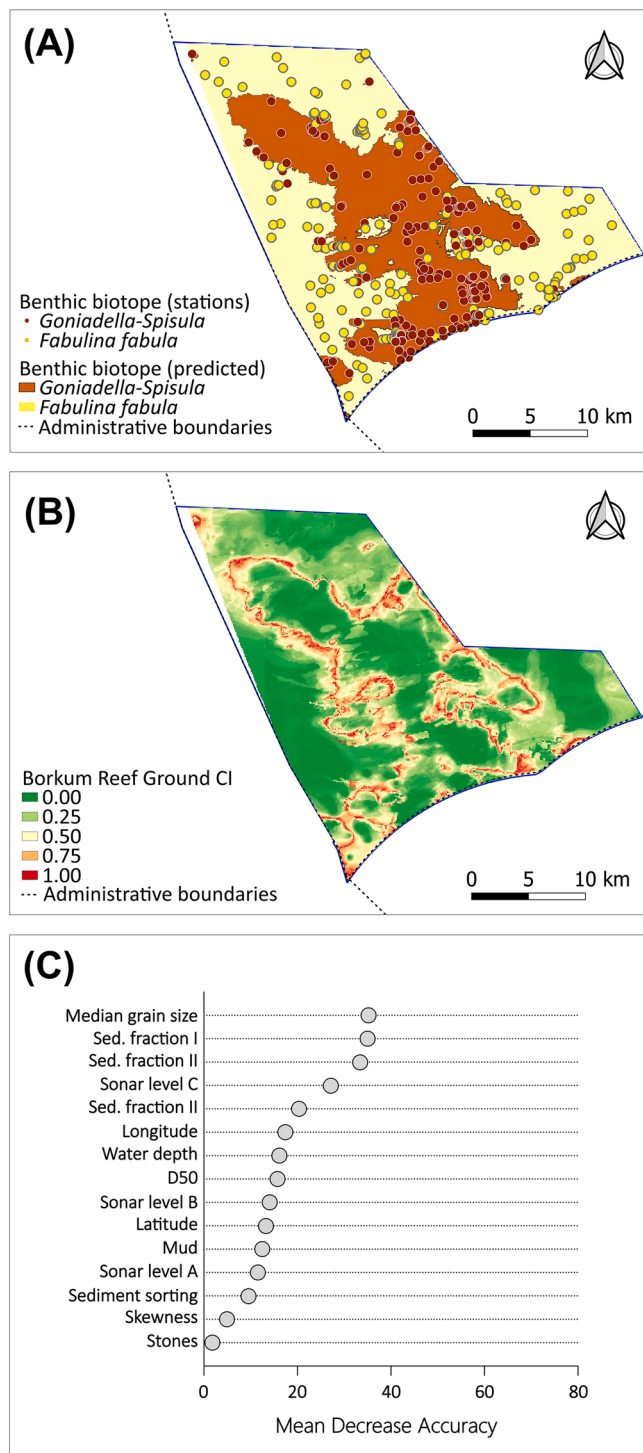 (A)
Benthic biotope (stations)
Goniadella-Spisula
Fabulina fabula
Benthic biotope (predicted)
Goniadella-Spisula
Fabulina fabula
Administrative boundaries
0 5 10 km
(B)
Borkum Reef Ground CI
0.00
0.25
0.50
0.75
1.00
Administrative boundaries
0 5 10 km
(C)
Median grain size
Sed. fraction I
Sed. fraction II
Sonar level C
Sed. fraction II
Longitude
Water depth
D50
Sonar level B
Latitude
Mud
Sonar level A
Sediment sorting
Skewness
Stones
0 20 40 60 80
Mean Decrease Accuracy